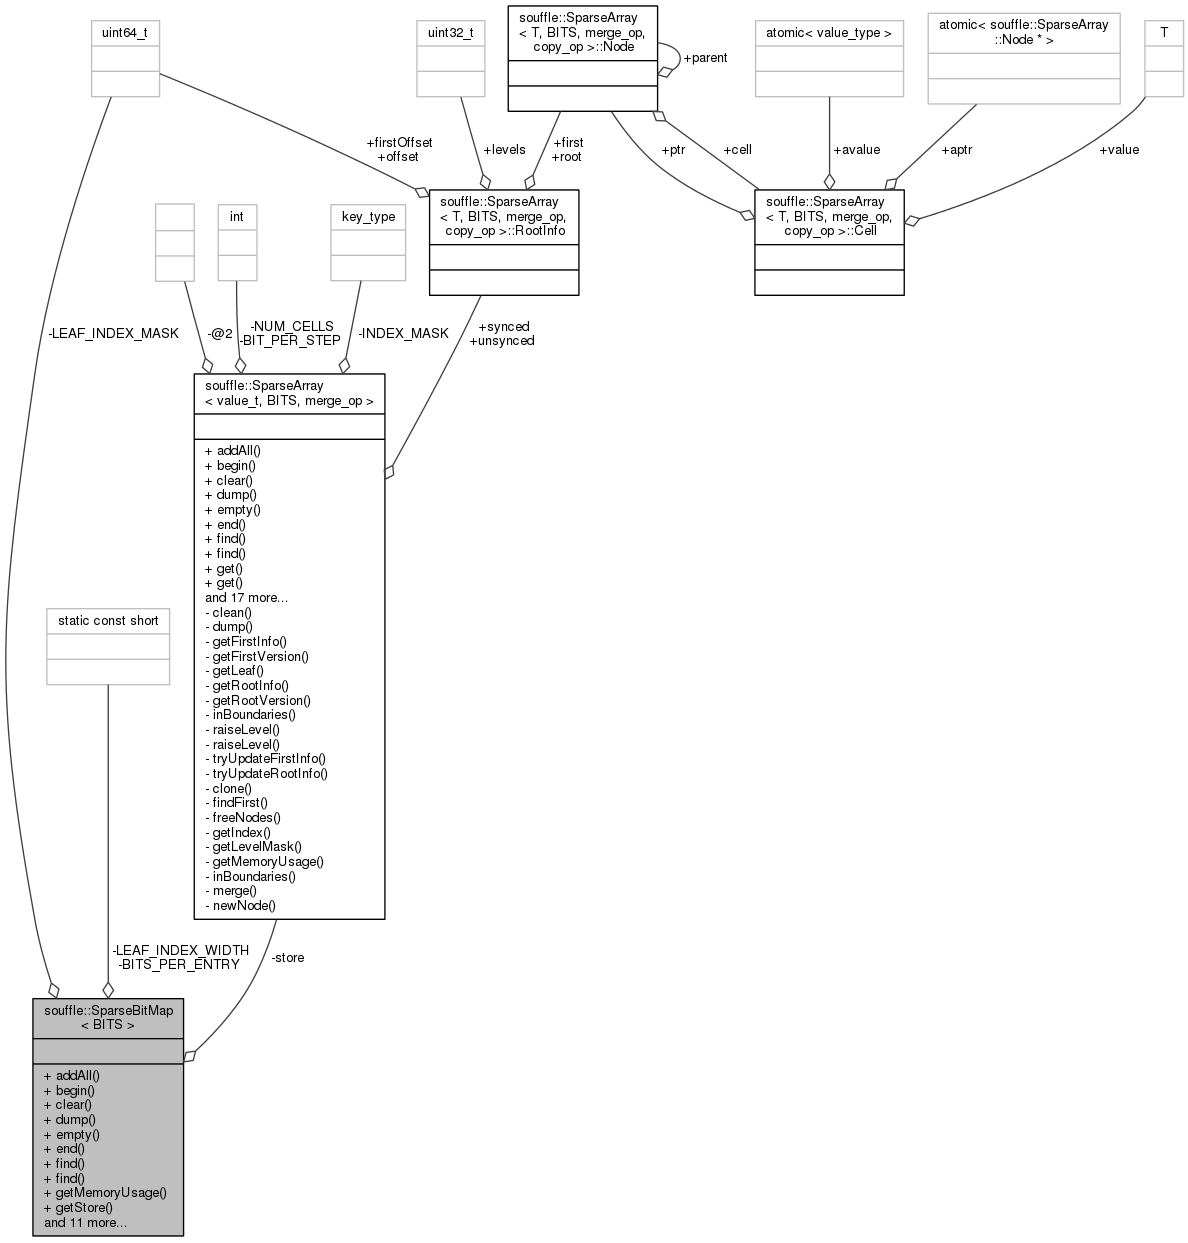 uint64_t
uint32_t
souffle::SparseArray
< T, BITS, merge_op,
copy_op >::Node
atomic< value_type >
atomic< souffle::SparseArray
::Node * >
T
+parent
+firstOffset
+offset
+levels
+first
+root
+ptr
+cell
+avalue
+aptr
+value
int
key_type
souffle::SparseArray
< T, BITS, merge_op,
copy_op >::RootInfo
souffle::SparseArray
< T, BITS, merge_op,
copy_op >::Cell
-LEAF_INDEX_MASK
-@2
-NUM_CELLS
-BIT_PER_STEP
-INDEX_MASK
+synced
+unsynced
souffle::SparseArray
< value_t, BITS, merge_op >
+ addAll()
+ begin()
+ clear()
+ dump()
+ empty()
+ end()
+ find()
+ find()
+ get()
+ get()
and 17 more...
- clean()
- dump()
- getFirstInfo()
- getFirstVersion()
- getLeaf()
- getRootInfo()
- getRootVersion()
- inBoundaries()
- raiseLevel()
- raiseLevel()
- tryUpdateFirstInfo()
- tryUpdateRootInfo()
- clone()
- findFirst()
- freeNodes()
- getIndex()
- getLevelMask()
- getMemoryUsage()
- inBoundaries()
- merge()
- newNode()
static const short
-LEAF_INDEX_WIDTH
-BITS_PER_ENTRY
-store
souffle::SparseBitMap
< BITS >
+ addAll()
+ begin()
+ clear()
+ dump()
+ empty()
+ end()
+ find()
+ find()
+ getMemoryUsage()
+ getStore()
and 11 more...